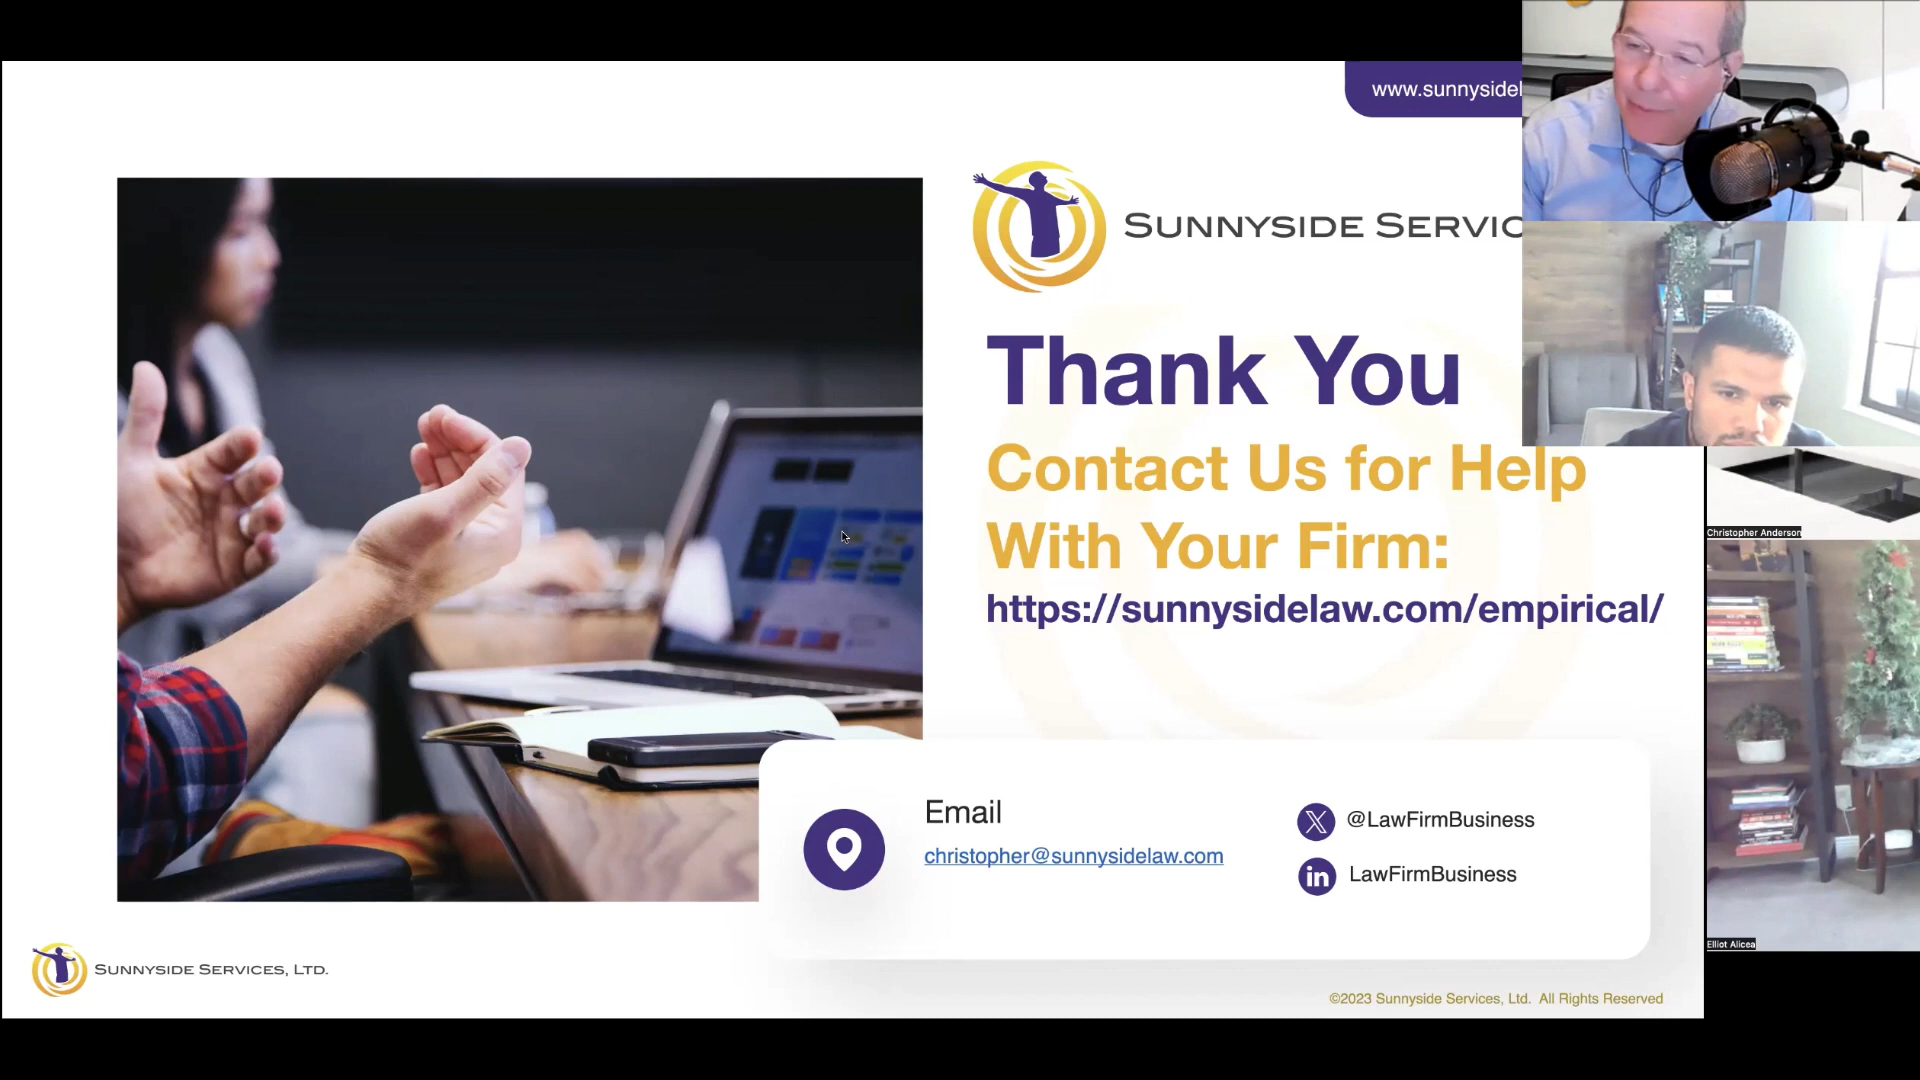 www.sunnysidel
SUNNYSIDE SERVIC
Thank You
Contact Us for Help
With Your Firm:
https://sunnysidelaw.com/empirical/
Christopher Anderson
Email
christopher@sunnysidelaw.com
@LawFirmBusiness
in LawFirmBusiness
Elliot Alicea
SUNNYSIDE SERVICES, LTD.
©2023 Sunnyside Services, Ltd. All Rights Reserved